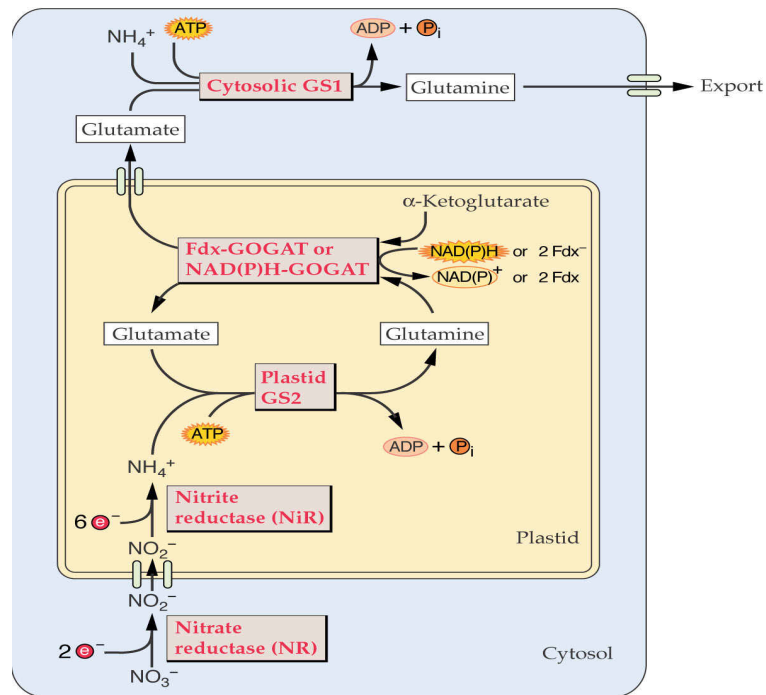 NH₄⁺
ATP
ADP + Pi
Cytosolic GS1
Glutamine
Export
Glutamate
α-Ketoglutarate
Fdx-GOGAT or
NAD(P)H-GOGAT
NAD(P)H or 2 Fdx⁻
NAD(P)⁺ or 2 Fdx
Glutamate
Glutamine
Plastid
GS2
ATP
ADP + Pi
NH₄⁺
6 e⁻
Nitrite
reductase (NiR)
NO₂⁻
Plastid
NO₂⁻
2 e⁻
Nitrate
reductase (NR)
NO₃⁻
Cytosol